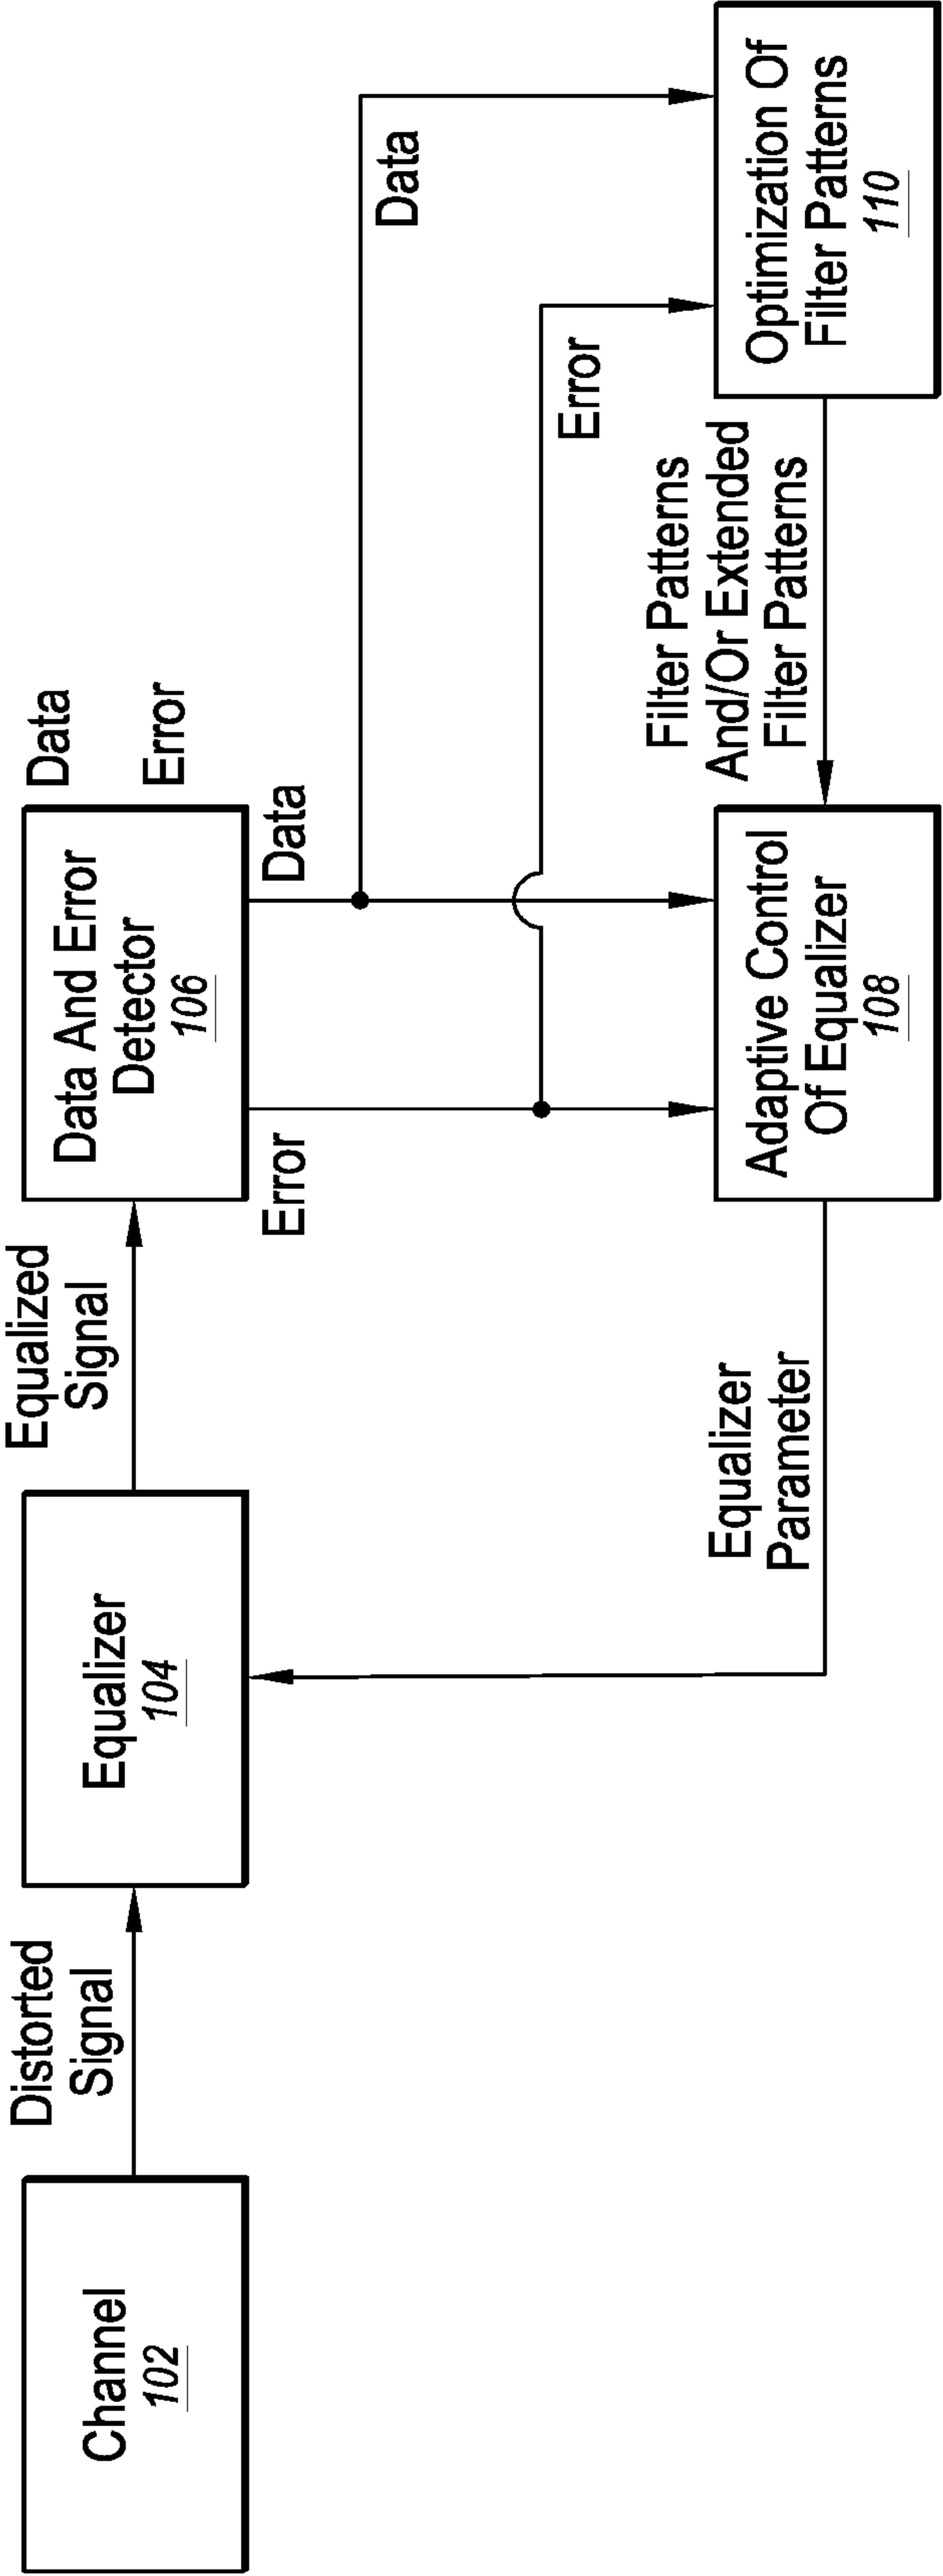 Channel
102
Distorted
Signal
Equalizer
104
Equalized
Signal
Data And Error
Detector
106
Data
Error
Error
Data
Data
Error
Equalizer
Parameter
Adaptive Control
Of Equalizer
108
Filter Patterns
And/Or Extended
Filter Patterns
Optimization Of
Filter Patterns
110